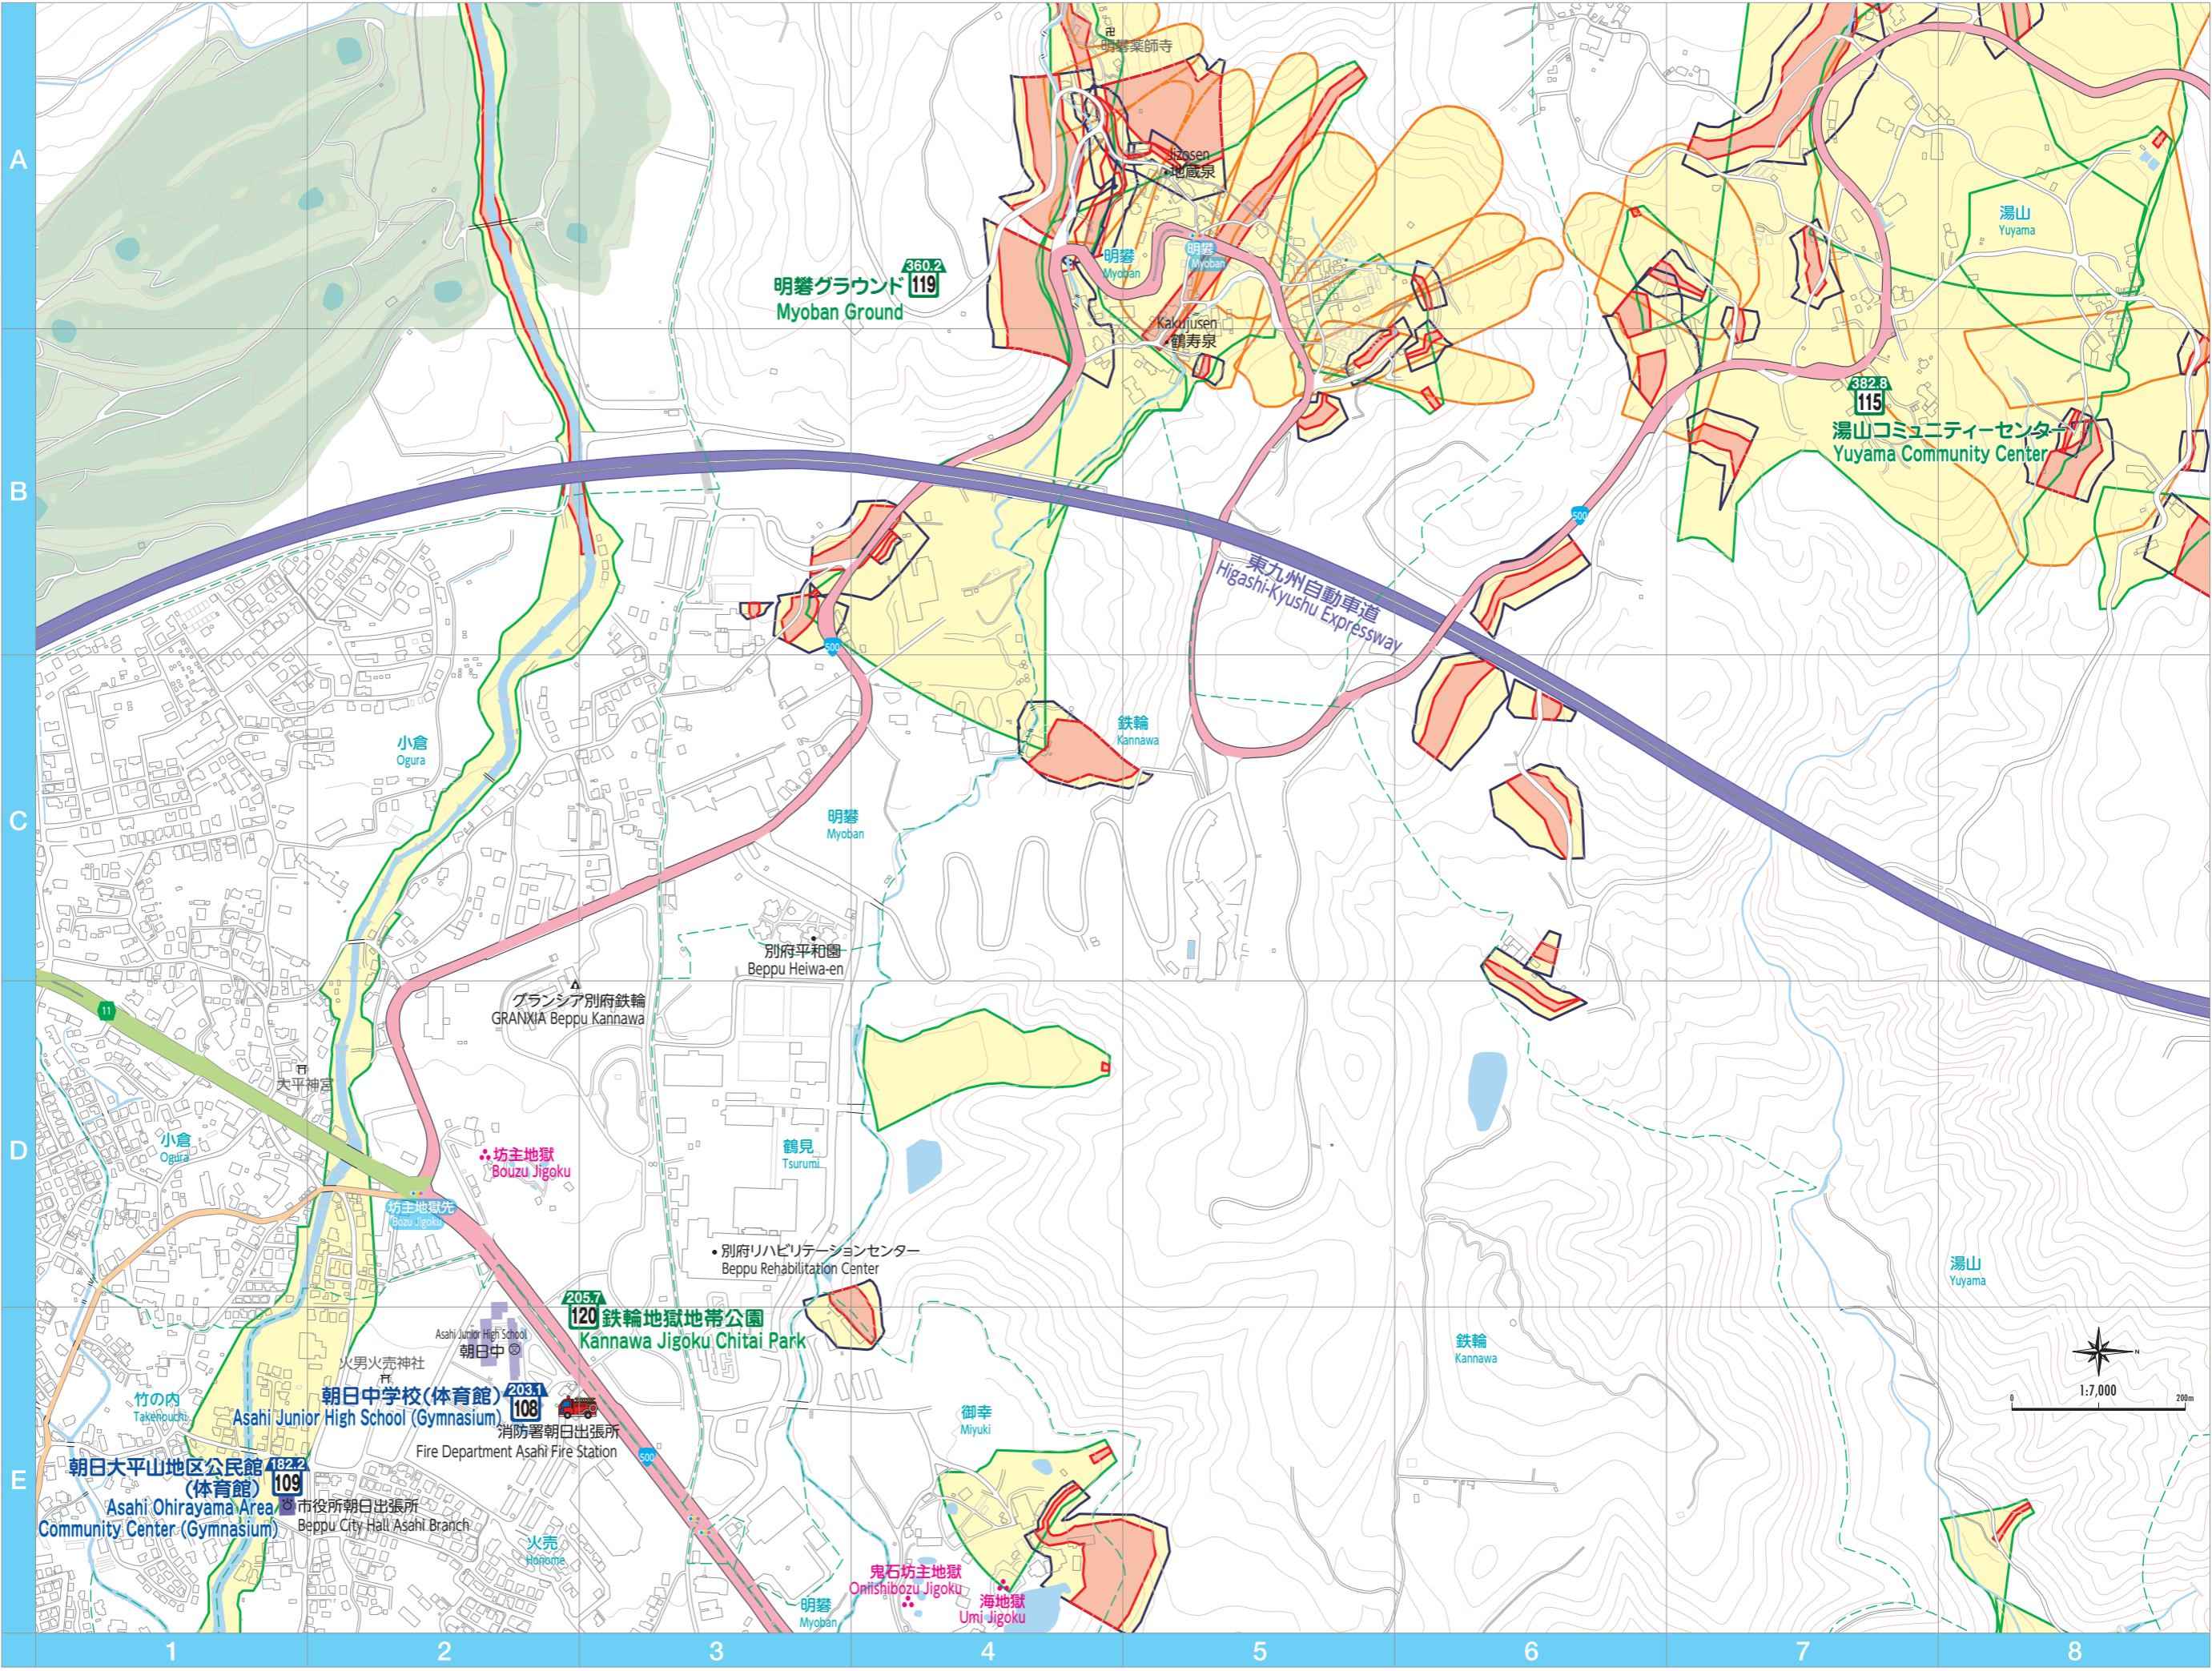 A
B
C
D
E
1
2
3
4
5
6
7
8
明礬薬師寺
Jizosen
地蔵泉
明礬
Myoban
明礬
Myoban
360.2
119
明礬グラウンド
Myoban Ground
Kakujusen
鶴寿泉
湯山
Yuyama
382.8
115
湯山コミュニティーセンター
Yuyama Community Center
500
東九州自動車道
Higashi-Kyushu Expressway
500
小倉
Ogura
鉄輪
Kannawa
明礬
Myoban
別府平和園
Beppu Heiwa-en
グランシア別府鉄輪
GRANXIA Beppu Kannawa
11
大平神宮
小倉
Ogura
坊主地獄
Bouzu Jigoku
鶴見
Tsurumi
坊主地獄先
Bozu Jigoku
別府リハビリテーションセンター
Beppu Rehabilitation Center
湯山
Yuyama
205.7
120
鉄輪地獄地帯公園
Kannawa Jigoku Chitai Park
Asahi Junior High School
朝日中
鉄輪
Kannawa
火男火売神社
竹の内
Takenouchi
朝日中学校(体育館)
Asahi Junior High School (Gymnasium)
203.1
108
消防署朝日出張所
Fire Department Asahi Fire Station
御幸
Miyuki
N
1:7,000
0
200m
500
朝日大平山地区公民館
(体育館)
182.2
109
Asahi Ohirayama Area
Community Center (Gymnasium)
市役所朝日出張所
Beppu City Hall Asahi Branch
火売
Honome
鬼石坊主地獄
Oniishibozu Jigoku
海地獄
Umi Jigoku
明礬
Myoban